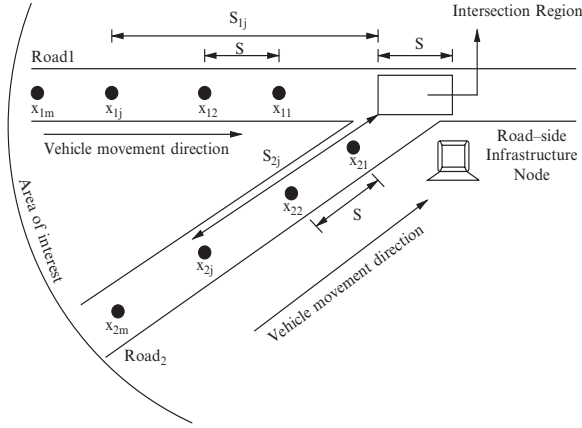 S1j
S
Intersection Region
Road1
S
x1m
x1j
x12
x11
Vehicle movement direction
S2j
x21
Road–side
Infrastructure
Node
Area of interest
x22
S
x2j
Vehicle movement direction
x2m
Road2